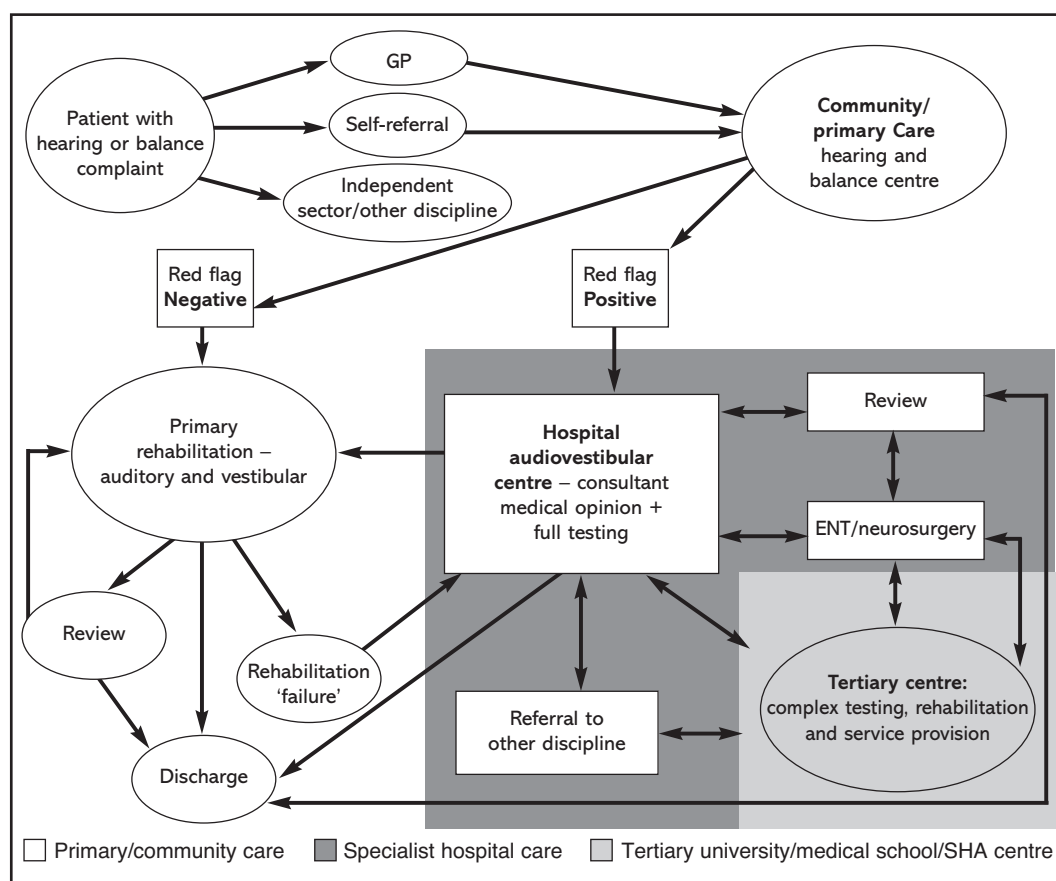 GP
Patient with
hearing or balance
complaint
Self-referral
Independent
sector/other discipline
Community/
primary Care
hearing and
balance centre
Red flag
Negative
Red flag
Positive
Primary
rehabilitation –
auditory and vestibular
Hospital
audiovestibular
centre – consultant
medical opinion +
full testing
Review
ENT/neurosurgery
Review
Rehabilitation
‘failure’
Referral to
other discipline
Tertiary centre:
complex testing, rehabilitation
and service provision
Discharge
Primary/community care
Specialist hospital care
Tertiary university/medical school/SHA centre